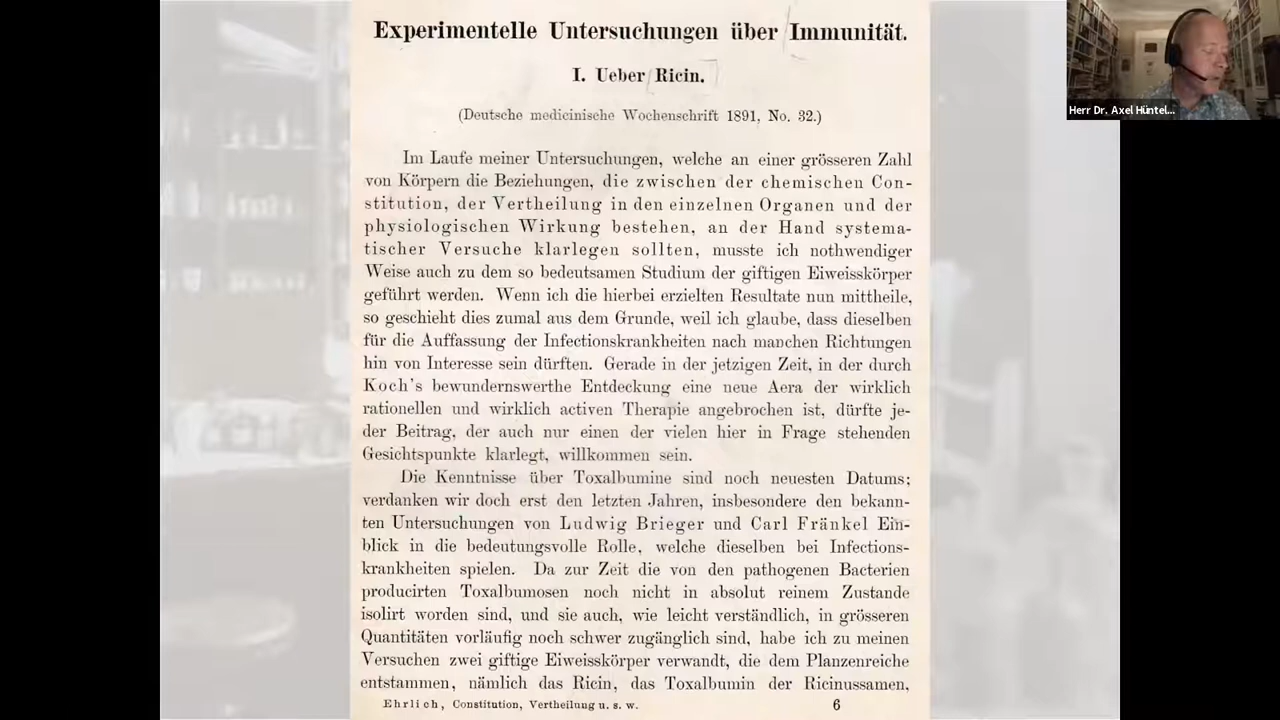 Experimentelle Untersuchungen über Immunität.
I. Ueber Ricin.
(Deutsche medicinische Wochenschrift 1891, No. 32.)
Im Laufe meiner Untersuchungen, welche an einer grösseren Zahl
von Körpern die Beziehungen, die zwischen der chemischen Con-
stitution, der Vertheilung in den einzelnen Organen und der
physiologischen Wirkung bestehen, an der Hand systema-
tischer Versuche klarlegen sollten, musste ich nothwendiger
Weise auch zu dem so bedeutsamen Studium der giftigen Eiweisskörper
geführt werden. Wenn ich die hierbei erzielten Resultate nun mittheile,
so geschieht dies zumal aus dem Grunde, weil ich glaube, dass dieselben
für die Auffassung der Infectionskrankheiten nach manchen Richtungen
hin von Interesse sein dürften. Gerade in der jetzigen Zeit, in der durch
Koch's bewundernswerthe Entdeckung eine neue Aera der wirklich
rationellen und wirklich activen Therapie angebrochen ist, dürfte je-
der Beitrag, der auch nur einen der vielen hier in Frage stehenden
Gesichtspunkte klarlegt, willkommen sein.
Die Kenntnisse über Toxalbumine sind noch neuesten Datums;
verdanken wir doch erst den letzten Jahren, insbesondere den bekann-
ten Untersuchungen von Ludwig Brieger und Carl Fränkel Ein-
blick in die bedeutungsvolle Rolle, welche dieselben bei Infections-
krankheiten spielen. Da zur Zeit die von den pathogenen Bacterien
producirten Toxalbumosen noch nicht in absolut reinem Zustande
isolirt worden sind, und sie auch, wie leicht verständlich, in grösseren
Quantitäten vorläufig noch schwer zugänglich sind, habe ich zu meinen
Versuchen zwei giftige Eiweisskörper verwandt, die dem Planzenreiche
entstammen, nämlich das Ricin, das Toxalbumin der Ricinussamen,
Ehrlich, Constitution, Vertheilung u. s. w. 6
Herr Dr. Axel Hüntel...